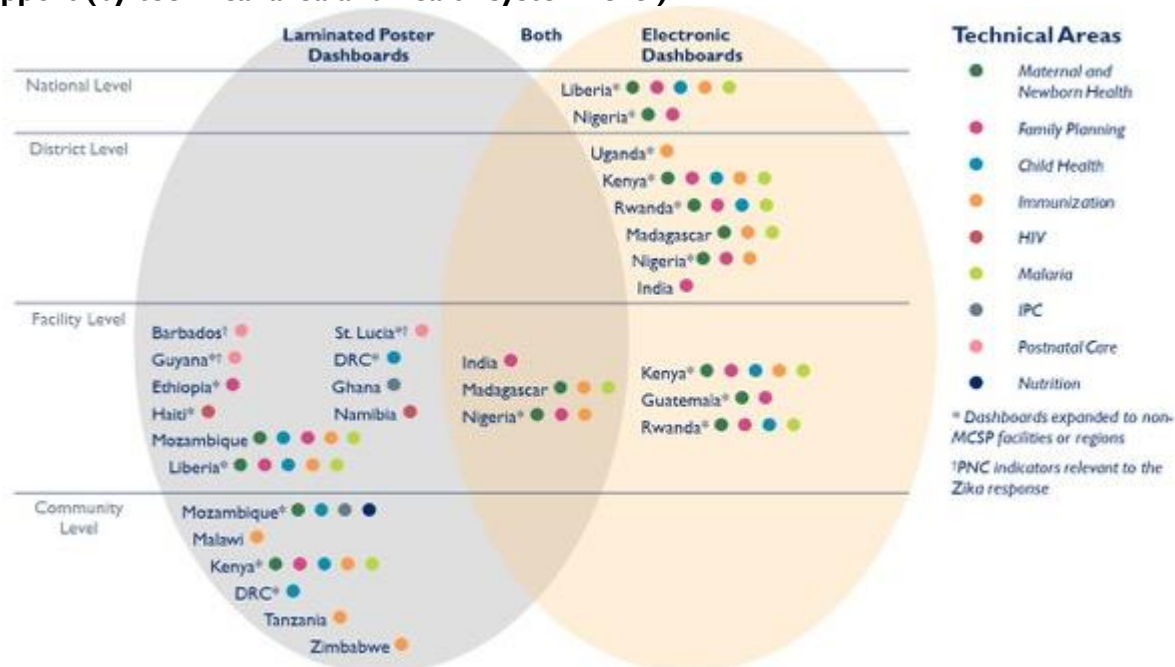 Laminated Poster
Dashboards
Both
Electronic
Dashboards
National Level
Liberia*
Nigeria*
District Level
Uganda*
Kenya*
Rwanda*
Madagascar
Nigeria*
India
Facility Level
Barbados†
St. Lucia*†
Guyana*†
DRC*
Ethiopia*
Ghana
Haiti*
Namibia
Mozambique
Liberia*
India
Madagascar
Nigeria*
Kenya*
Guatemala*
Rwanda*
Community
Level
Mozambique*
Malawi
Kenya*
DRC*
Tanzania
Zimbabwe
Technical Areas
Maternal and
Newborn Health
Family Planning
Child Health
Immunization
HIV
Malaria
IPC
Postnatal Care
Nutrition
* Dashboards expanded to non-
MCSP facilities or regions
†PNC indicators relevant to the
Zika response